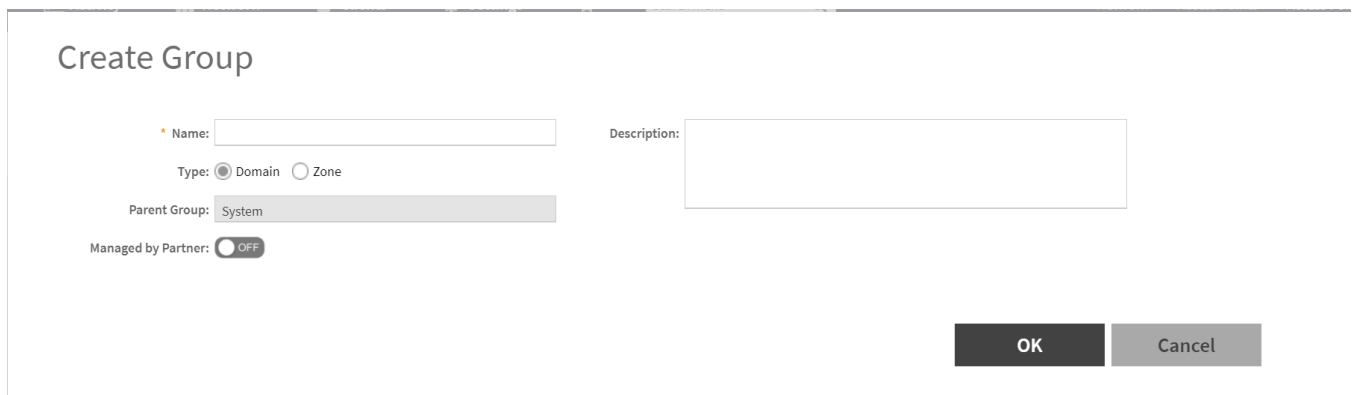 Create Group
* Name:
Description:
Type: Domain Zone
Parent Group: System
Managed by Partner: OFF
OK Cancel